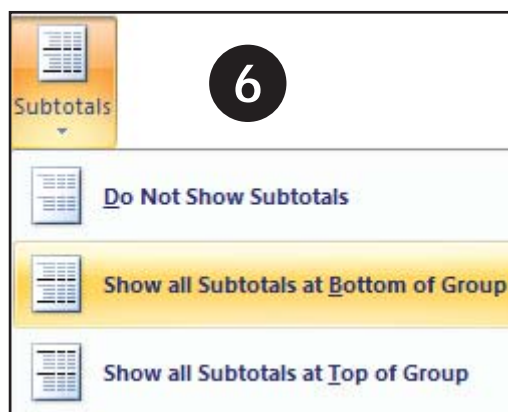 6
Subtotals
Do Not Show Subtotals
Show all Subtotals at Bottom of Group
Show all Subtotals at Top of Group